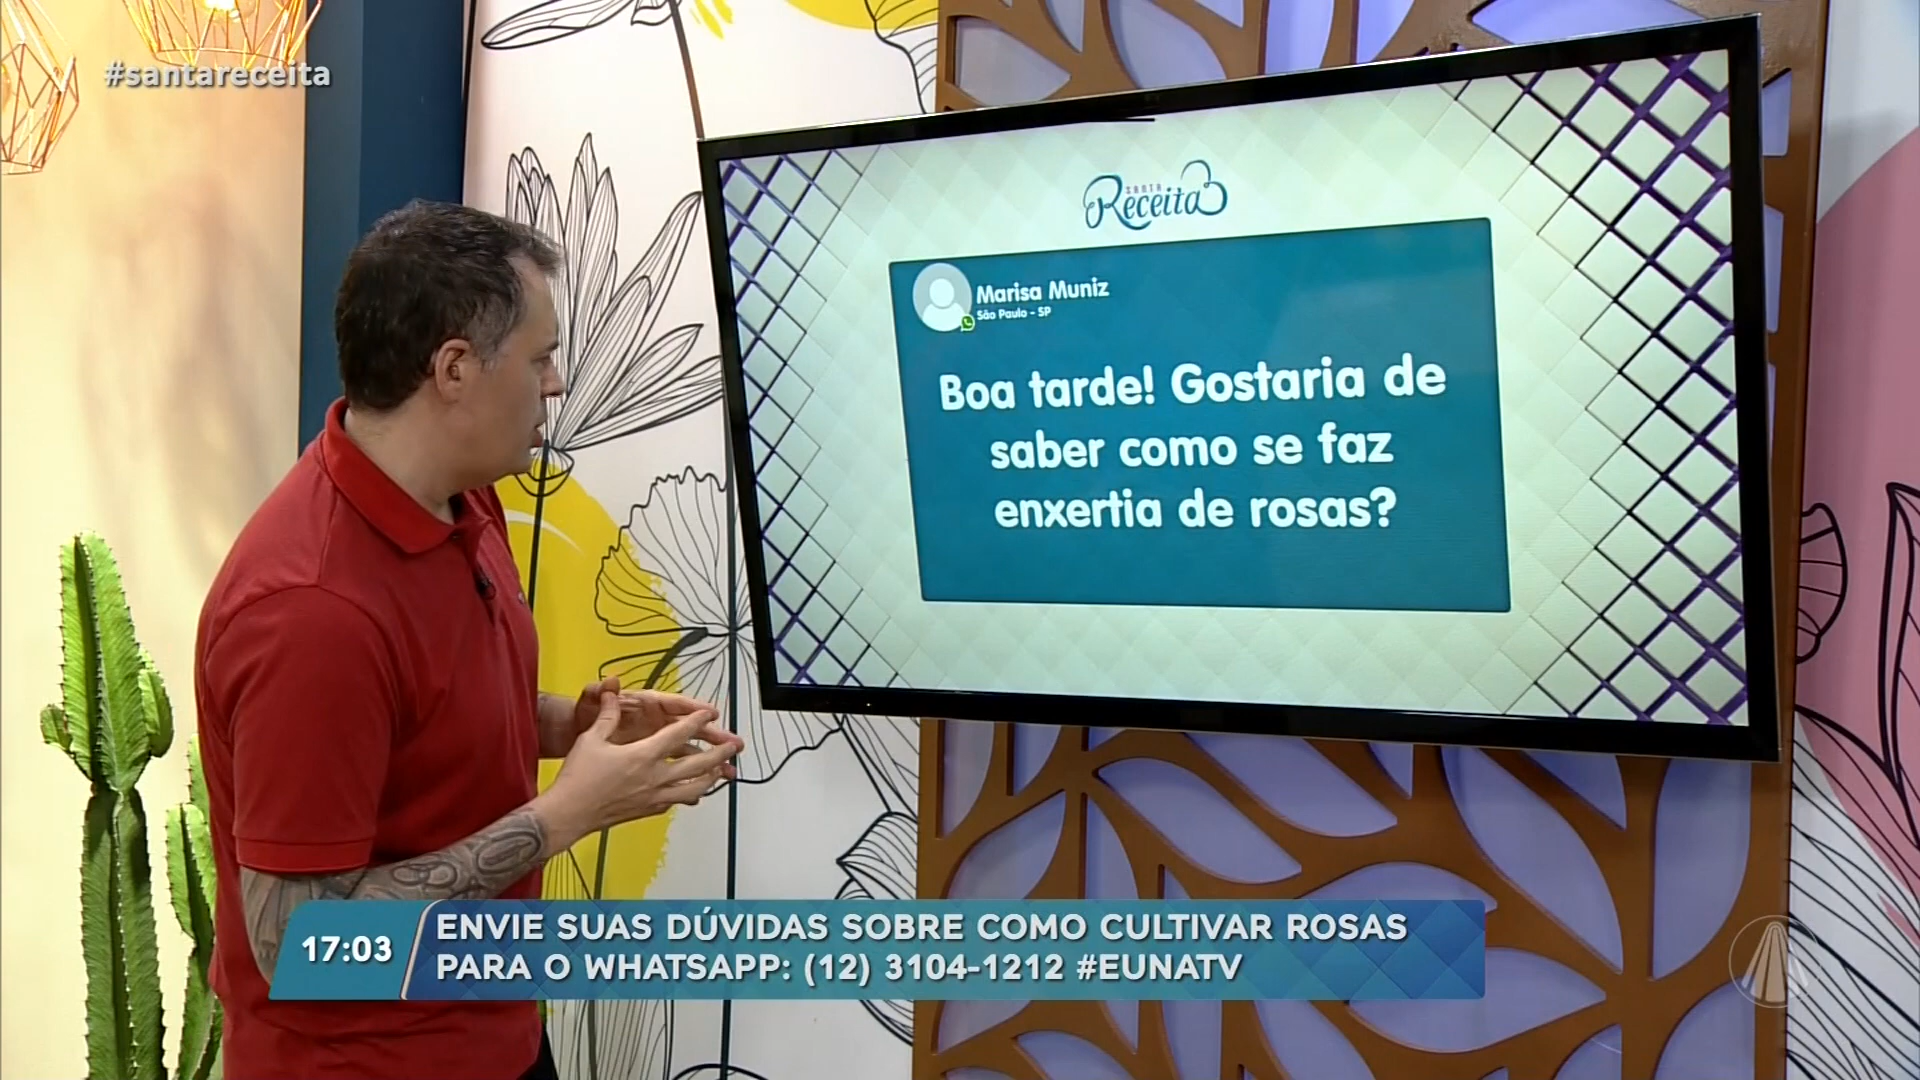 #santareceita
SANTA
Receita
Marisa Muniz
São Paulo - SP
Boa tarde! Gostaria de
saber como se faz
enxertia de rosas?
17:03
ENVIE SUAS DÚVIDAS SOBRE COMO CULTIVAR ROSAS
PARA O WHATSAPP: (12) 3104-1212 #EUNATV